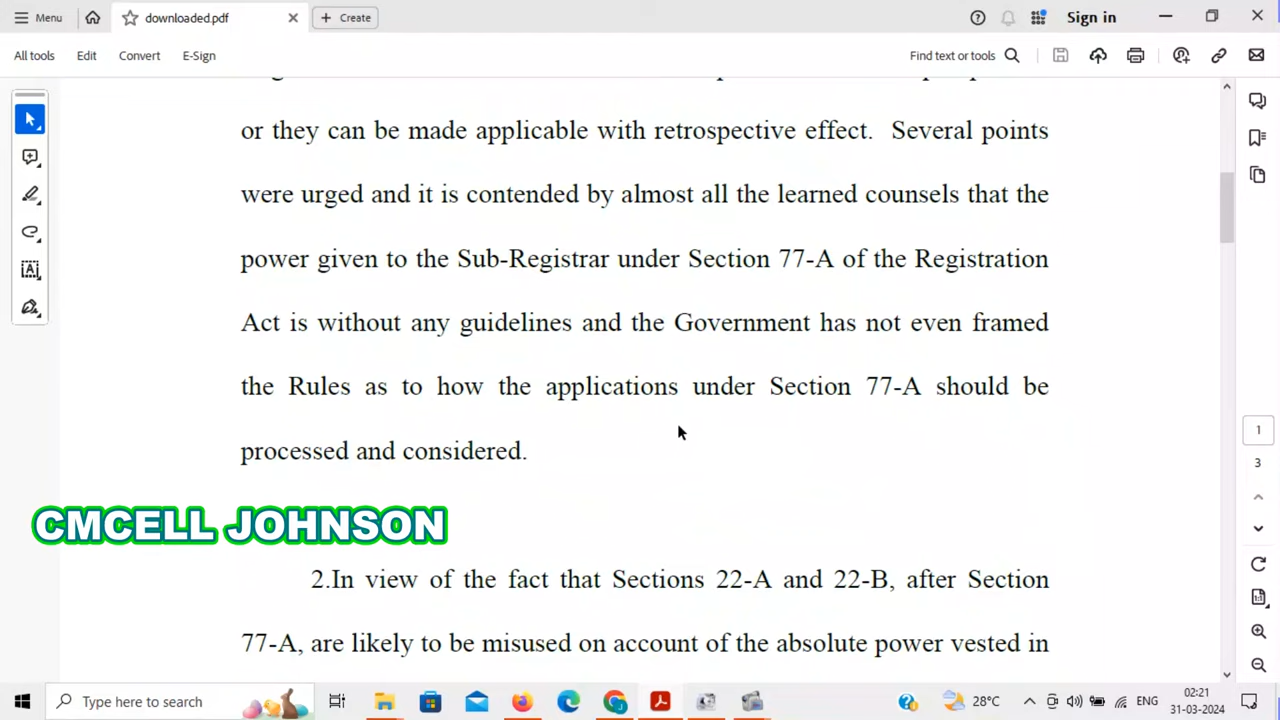 Menu
downloaded.pdf
Create
Sign in
All tools
Edit
Convert
E-Sign
Find text or tools
or they can be made applicable with retrospective effect. Several points
were urged and it is contended by almost all the learned counsels that the
power given to the Sub-Registrar under Section 77-A of the Registration
Act is without any guidelines and the Government has not even framed
the Rules as to how the applications under Section 77-A should be
processed and considered.
CMCELL JOHNSON
2.In view of the fact that Sections 22-A and 22-B, after Section
77-A, are likely to be misused on account of the absolute power vested in
1
3
Type here to search
28°C
ENG
02:21
31-03-2024